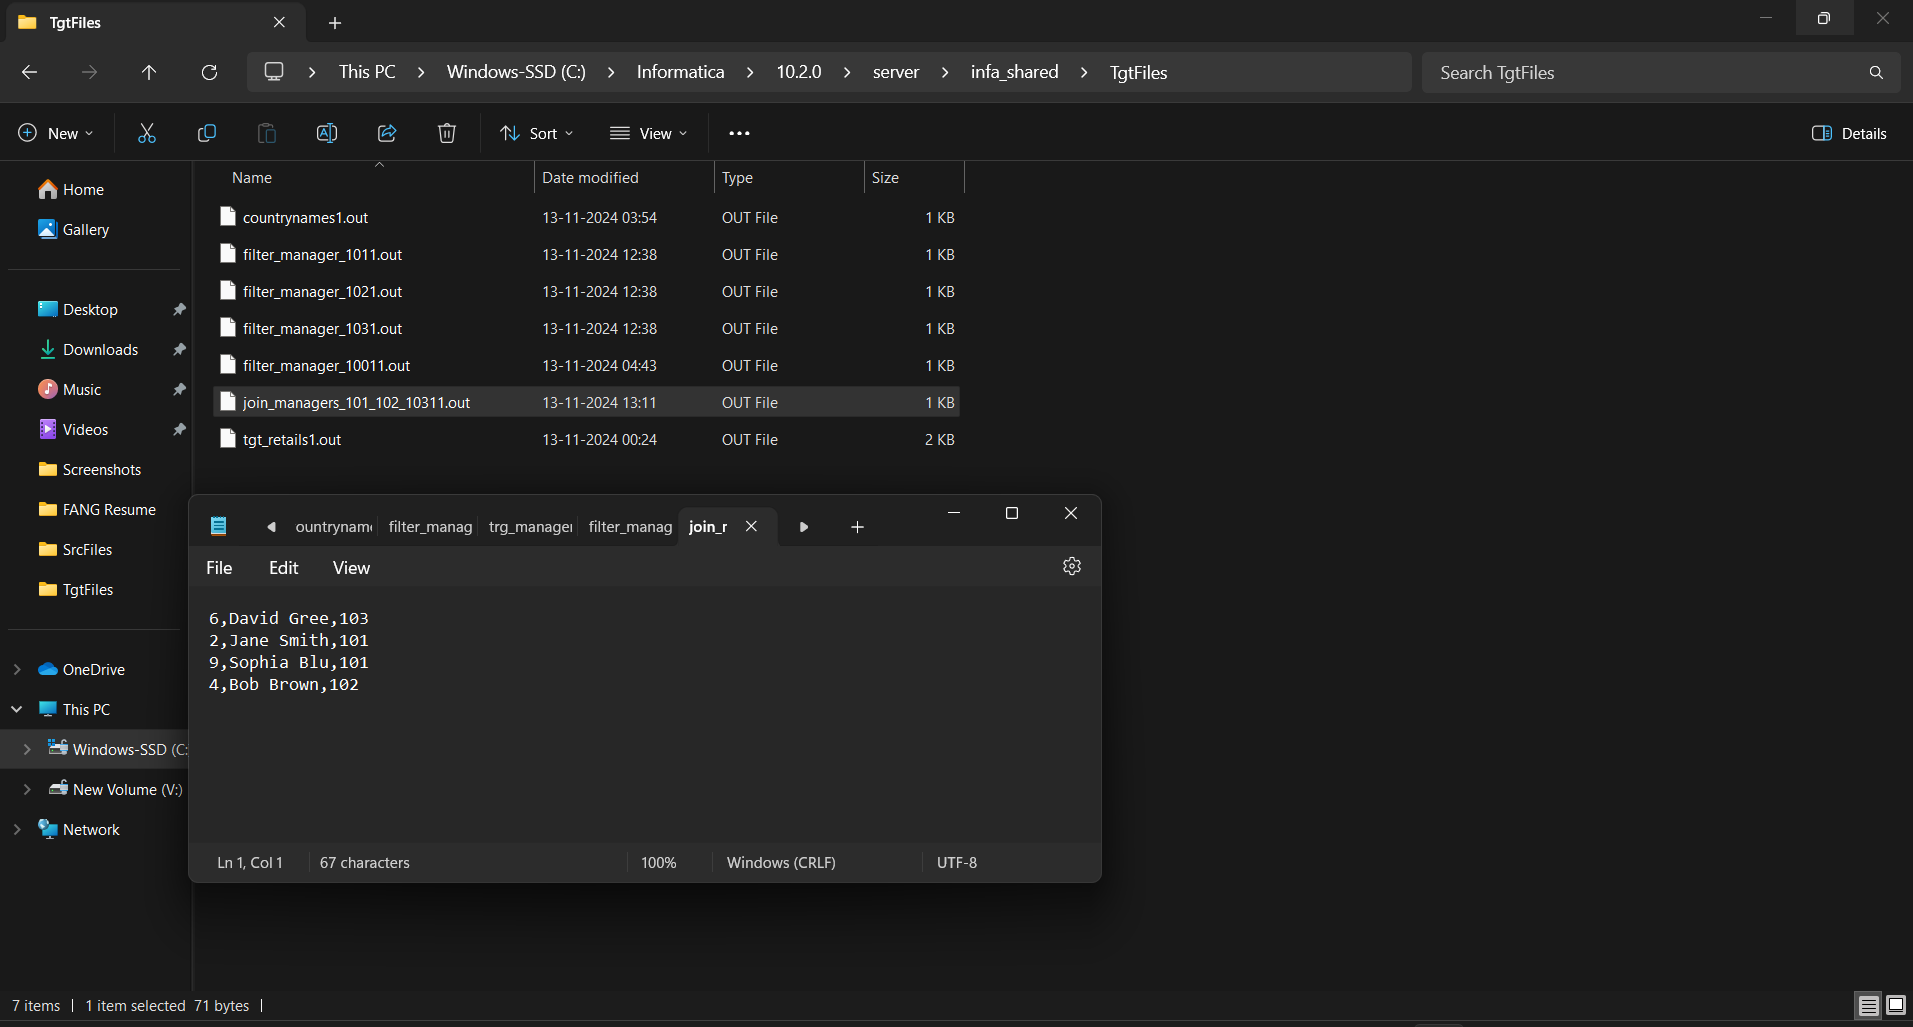 TgtFiles
This PC
Windows-SSD (C:)
Informatica
10.2.0
server
infa_shared
TgtFiles
Search TgtFiles
New
Sort
View
Details
Name Date modified Type Size
countrynames1.out 13-11-2024 03:54 OUT File 1 KB
filter_manager_1011.out 13-11-2024 12:38 OUT File 1 KB
filter_manager_1021.out 13-11-2024 12:38 OUT File 1 KB
filter_manager_1031.out 13-11-2024 12:38 OUT File 1 KB
filter_manager_10011.out 13-11-2024 04:43 OUT File 1 KB
join_managers_101_102_10311.out 13-11-2024 13:11 OUT File 1 KB
tgt_retails1.out 13-11-2024 00:24 OUT File 2 KB
Home
Gallery
Desktop
Downloads
Music
Videos
Screenshots
FANG Resume
SrcFiles
TgtFiles
OneDrive
This PC
Windows-SSD (C:
New Volume (V:)
Network
ountryname filter_manag trg_manager filter_manag join_r
File Edit View
6,David Gree,103
2,Jane Smith,101
9,Sophia Blu,101
4,Bob Brown,102
Ln 1, Col 1 67 characters 100% Windows (CRLF) UTF-8
7 items 1 item selected 71 bytes